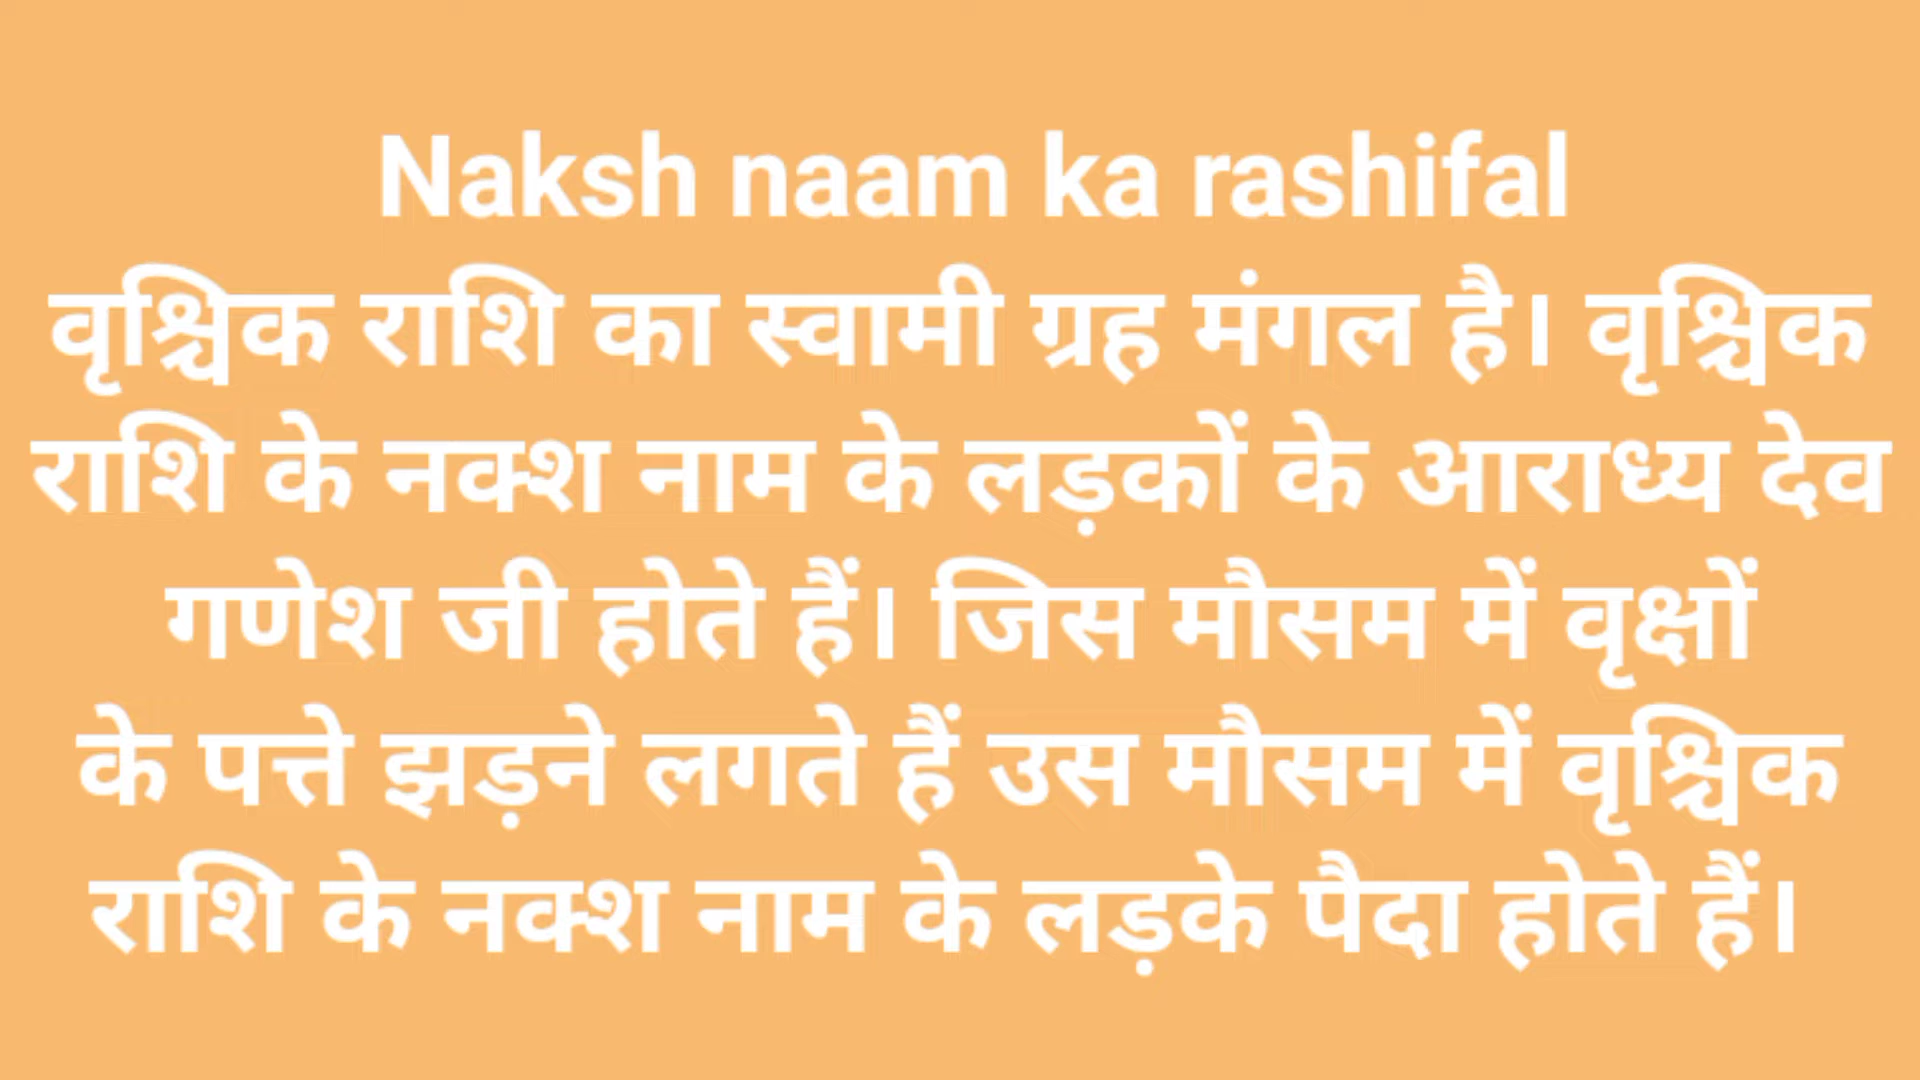 Naksh naam ka rashifal
वृश्चिक राशि का स्वामी ग्रह मंगल है। वृश्चिक
राशि के नक्श नाम के लड़कों के आराध्य देव
गणेश जी होते हैं। जिस मौसम में वृक्षों
के पत्ते झड़ने लगते हैं उस मौसम में वृश्चिक
राशि के नक्श नाम के लड़के पैदा होते हैं।